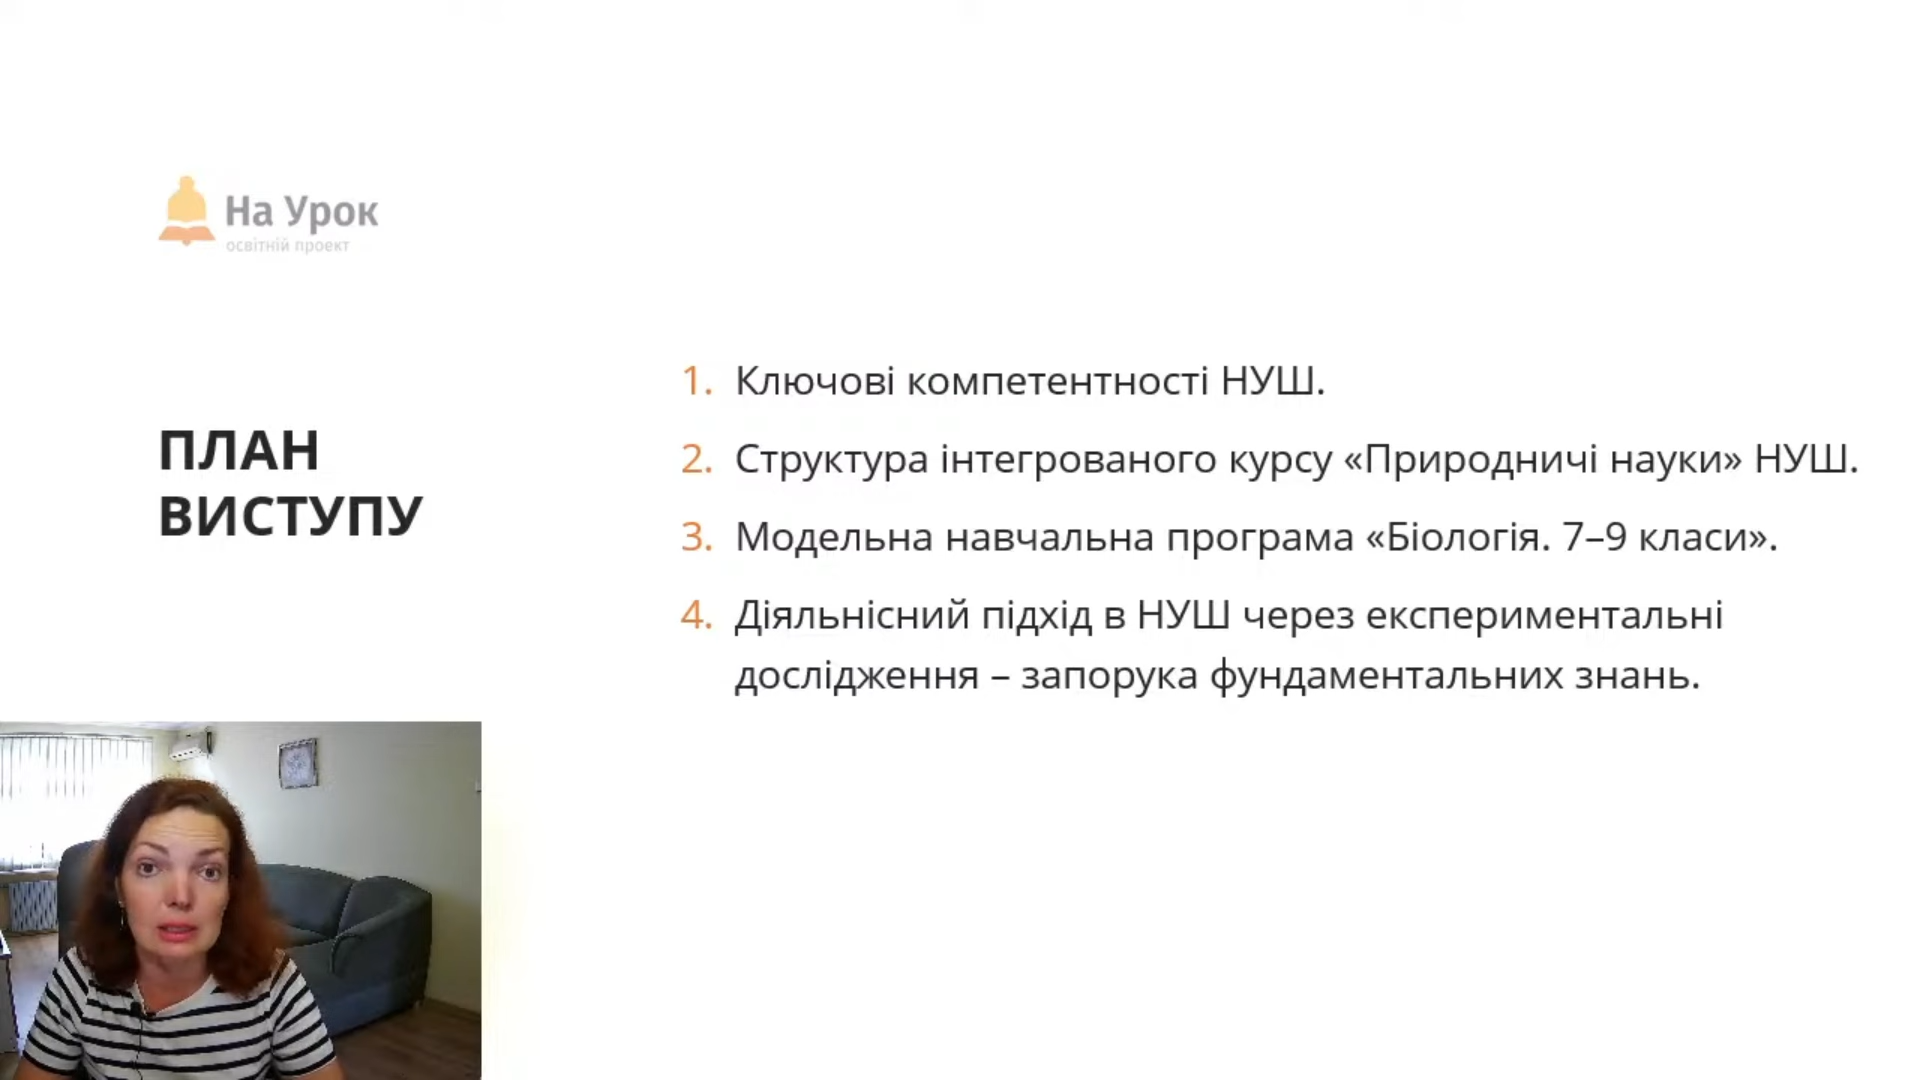 На Урок
освітній проект
ПЛАН
ВИСТУПУ
1. Ключові компетентності НУШ.
2. Структура інтегрованого курсу «Природничі науки» НУШ.
3. Модельна навчальна програма «Біологія. 7–9 класи».
4. Діяльнісний підхід в НУШ через експериментальні
дослідження – запорука фундаментальних знань.